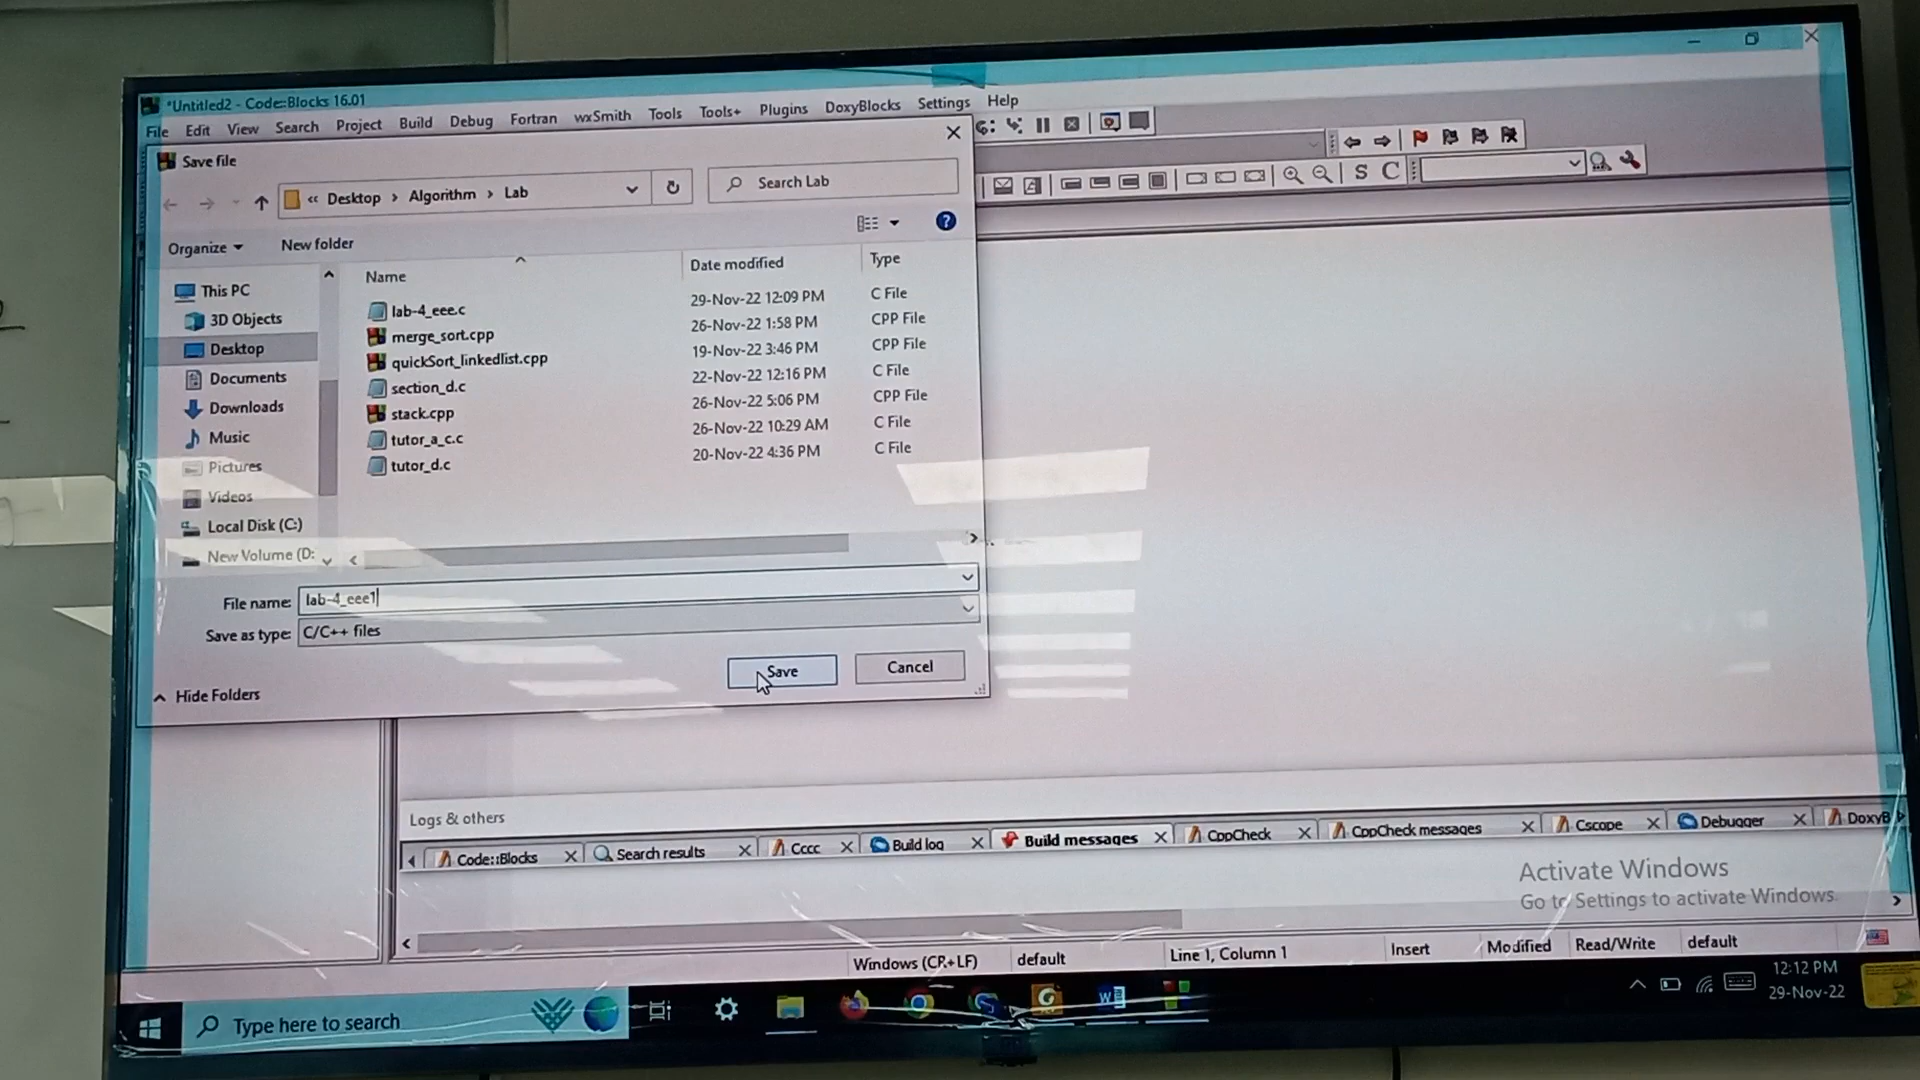 *Untitled2 - Code::Blocks 16.01
File Edit View Search Project Build Debug Fortran wxSmith Tools Tools+ Plugins DoxyBlocks Settings Help
Save file
« Desktop › Algorithm › Lab
Search Lab
S C
Organize
New folder
Name Date modified Type
This PC
3D Objects
Desktop
Documents
Downloads
Music
Pictures
Videos
Local Disk (C:)
New Volume (D:
lab-4_eee.c 29-Nov-22 12:09 PM C File
merge_sort.cpp 26-Nov-22 1:58 PM CPP File
quickSort_linkedlist.cpp 19-Nov-22 3:46 PM CPP File
section_d.c 22-Nov-22 12:16 PM C File
stack.cpp 26-Nov-22 5:06 PM CPP File
tutor_a_c.c 26-Nov-22 10:29 AM C File
tutor_d.c 20-Nov-22 4:36 PM C File
File name: lab-4_eee1
Save as type: C/C++ files
Save Cancel
Hide Folders
Logs & others
Code::Blocks Search results Cccc Build log Build messages CppCheck CppCheck messages Cscope Debugger DoxyB
Activate Windows
Go to Settings to activate Windows.
Windows (CR+LF) default Line 1, Column 1 Insert Modified Read/Write default
Type here to search
12:12 PM
29-Nov-22